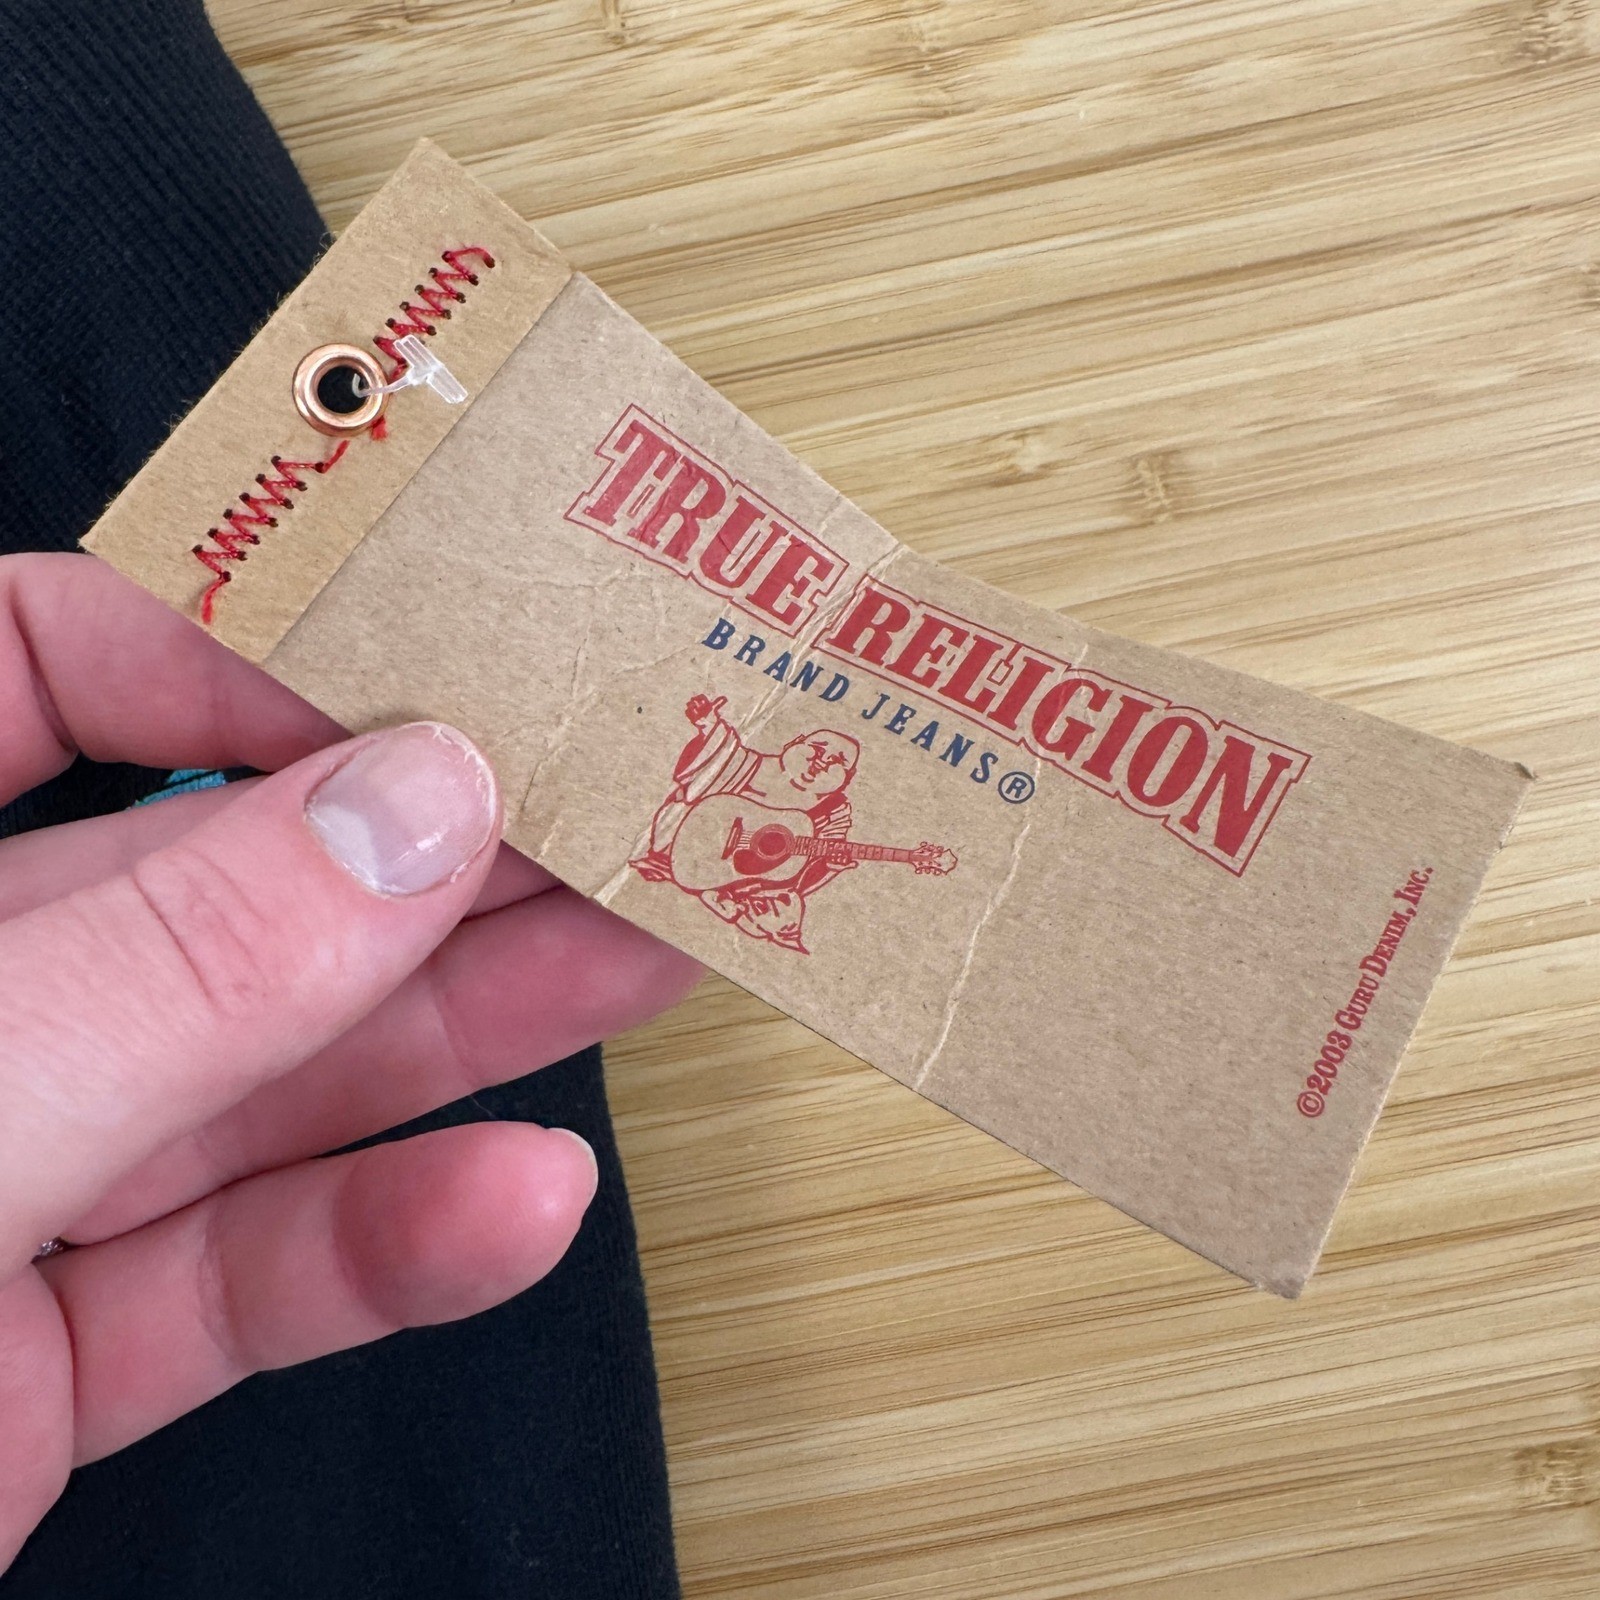 TRUE RELIGION
BRAND JEANS®
©2003 GURU DENIM, INC.